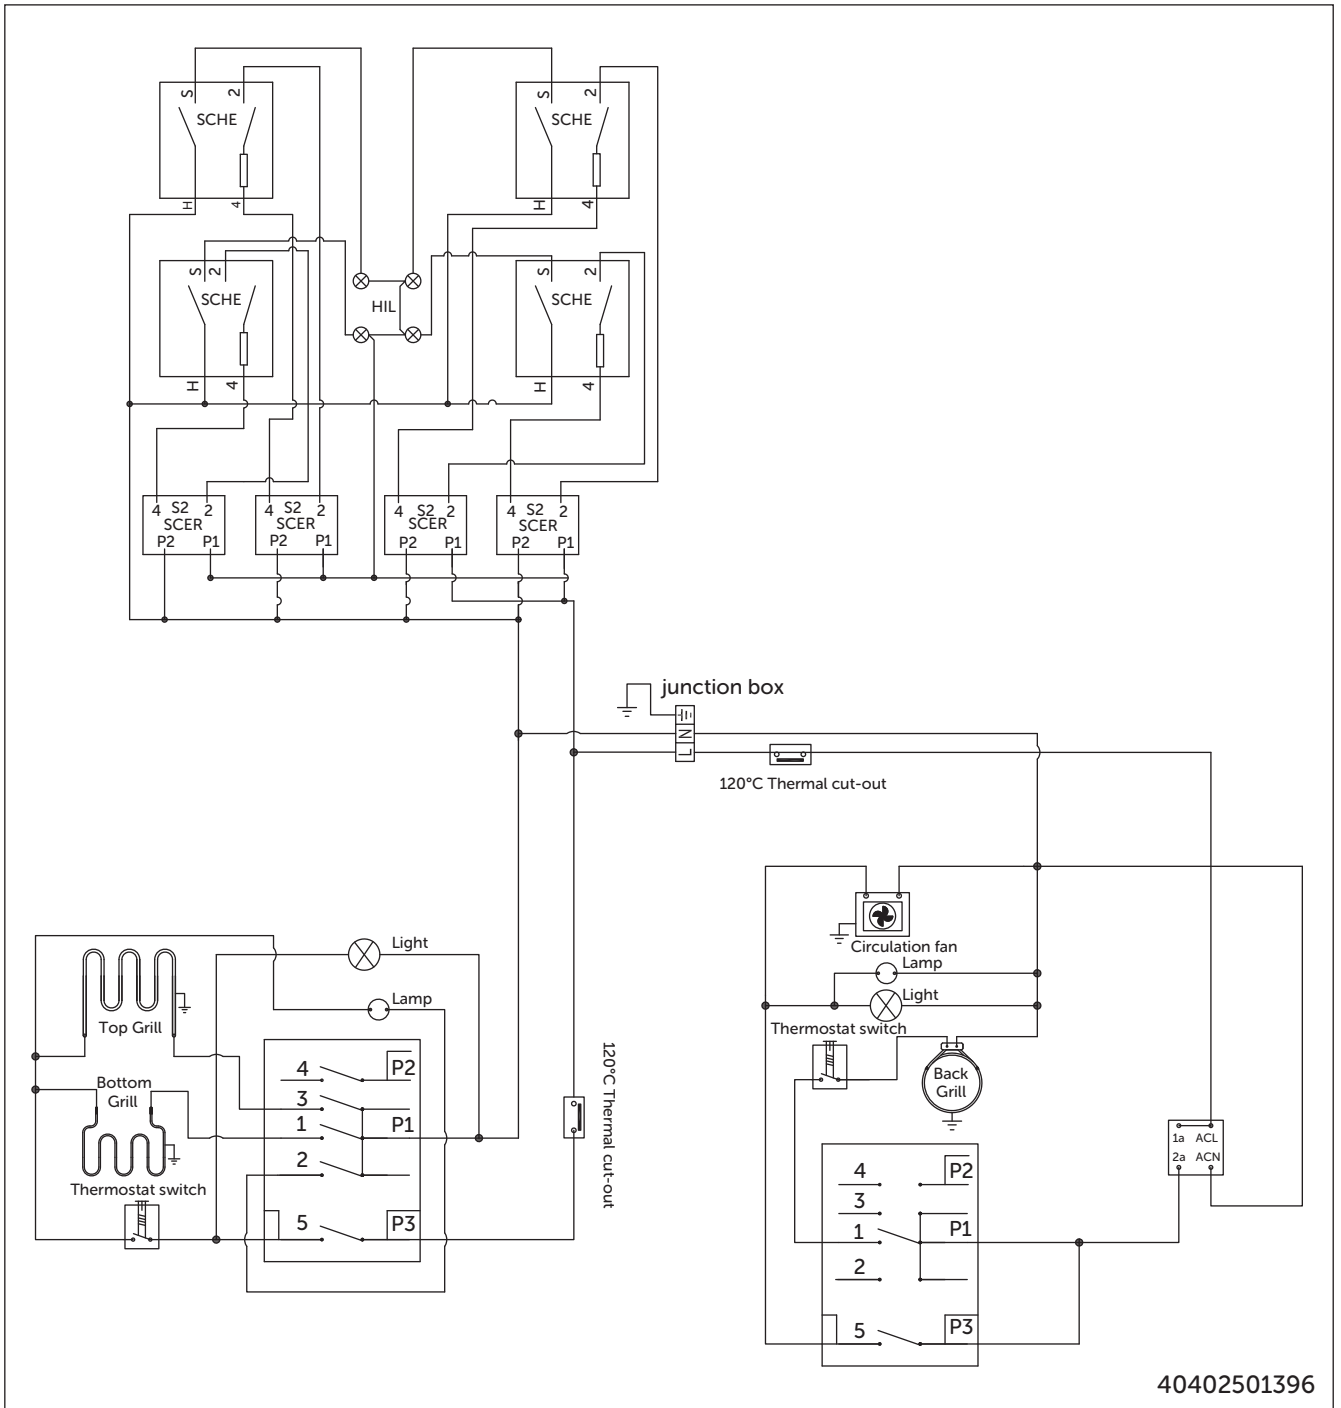 S 2 S 2
SCHE SCHE
H 4 H 4
S 2 S 2
SCHE HIL SCHE
H 4 H 4
4 S2 2 4 S2 2 4 S2 2 4 S2 2
SCER SCER SCER SCER
P2 P1 P2 P1 P2 P1 P2 P1
junction box
N
L
120°C Thermal cut-out
Light
Lamp
Top Grill
Bottom
Grill
Thermostat switch
4 P2
3
1 P1
2
5 P3
120°C Thermal cut-out
Circulation fan
Lamp
Light
Thermostat switch
Back
Grill
1a ACL
2a ACN
4 P2
3
1 P1
2
5 P3
40402501396